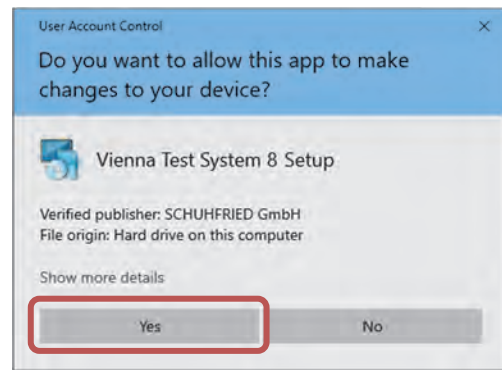 User Account Control
Do you want to allow this app to make
changes to your device?
Vienna Test System 8 Setup
Verified publisher: SCHUHFRIED GmbH
File origin: Hard drive on this computer
Show more details
Yes
No